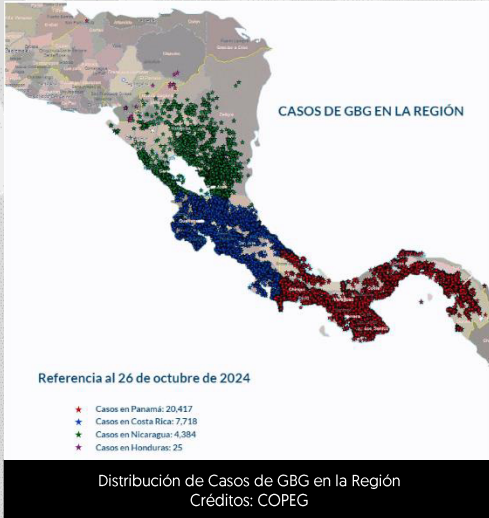 CASOS DE GBG EN LA REGIÓN
Referencia al 26 de octubre de 2024
Casos en Panamá: 20,417
Casos en Costa Rica: 7,718
Casos en Nicaragua: 4,384
Casos en Honduras: 25
Distribución de Casos de GBG en la Región
Créditos: COPEG